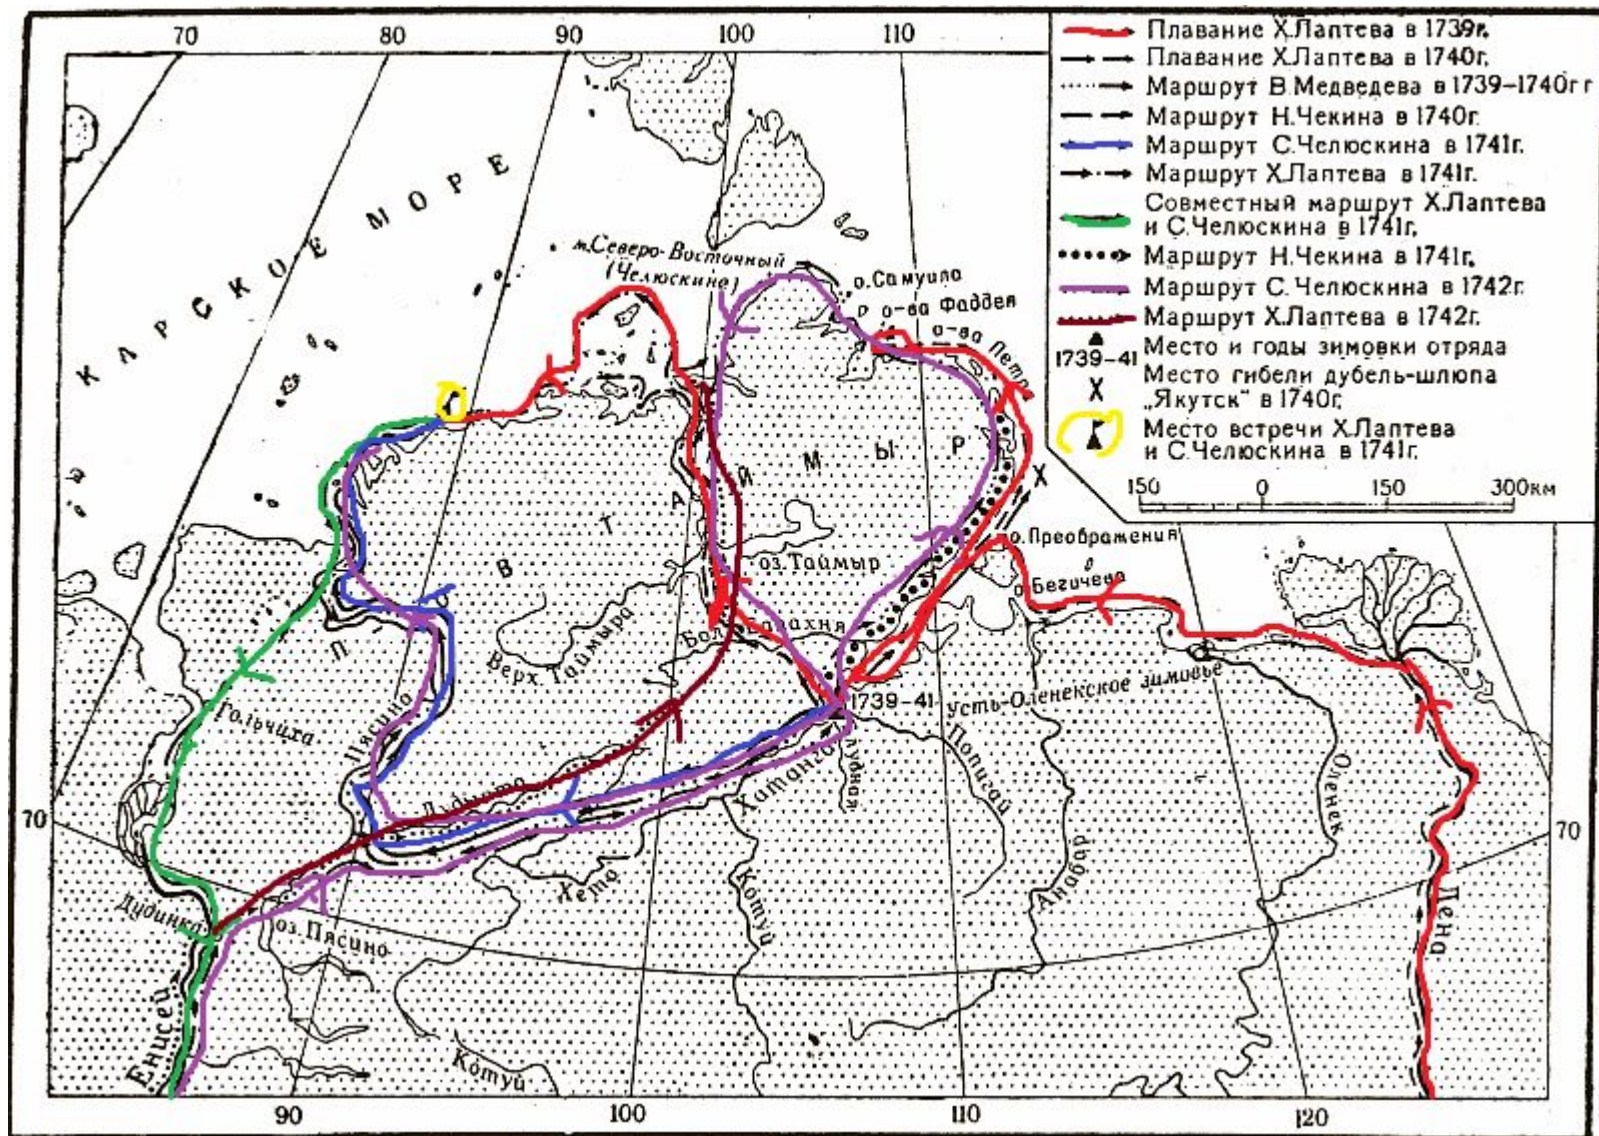 70
80
90
100
110
Плавание Х.Лаптева в 1739г.
Плавание Х.Лаптева в 1740г.
Маршрут В.Медведева в 1739–1740гг
Маршрут Н.Чекина в 1740г.
Маршрут С.Челюскина в 1741г.
Маршрут Х.Лаптева в 1741г.
Совместный маршрут Х.Лаптева
и С.Челюскина в 1741г.
Маршрут Н.Чекина в 1741г.
Маршрут С.Челюскина в 1742г.
Маршрут Х.Лаптева в 1742г.
1739-41 Место и годы зимовки отряда
Х Место гибели дубель-шлюпа
„Якутск" в 1740г.
Место встречи Х.Лаптева
и С.Челюскина в 1741г.
150 0 150 300км
КАРСКОЕ МОРЕ
м.Северо-Восточный
(Челюскине)
о.Самуила
о-ва Фаддея
о-ва Петра
ТАЙМЫР
Х
оз.Таймыр
о.Преображения
о.Бегичева
Верх. Таймыра
Гольчиха
Пясина
1739-41
Усть-Оленекское зимовье
Хатанга
Лудная
Попигай
Оленек
70
70
Хета
Котуй
Анабар
Лена
Дудинка
оз.Пясино
Енисей
Котуй
90
100
110
120